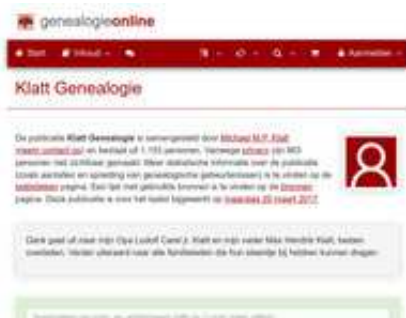 genealogieonline
Start Inhoud Aanmelden
Klatt Genealogie
De publicatie Klatt Genealogie is samengesteld door Michael M.P. Klatt
(neem contact op) en bestaat uit 1.155 personen. Vanwege privacy zijn
personen niet zichtbaar gemaakt. Meer statistische informatie over de publicatie
(zoals aantallen en spreiding van genealogische gebeurtenissen) is te vinden op de
statistieken pagina. Een lijst met gebruikte bronnen is te vinden op de bronnen
pagina. Deze publicatie is voor het laatst bijgewerkt op maandag 20 maart 2017.
Dank gaat uit naar mijn Opa Ludolf Carel Jr. Klatt en mijn vader Max Hendrik Klatt, beiden
overleden. Verder uiteraard naar alle familieleden die hun steentje bij hebben kunnen dragen.